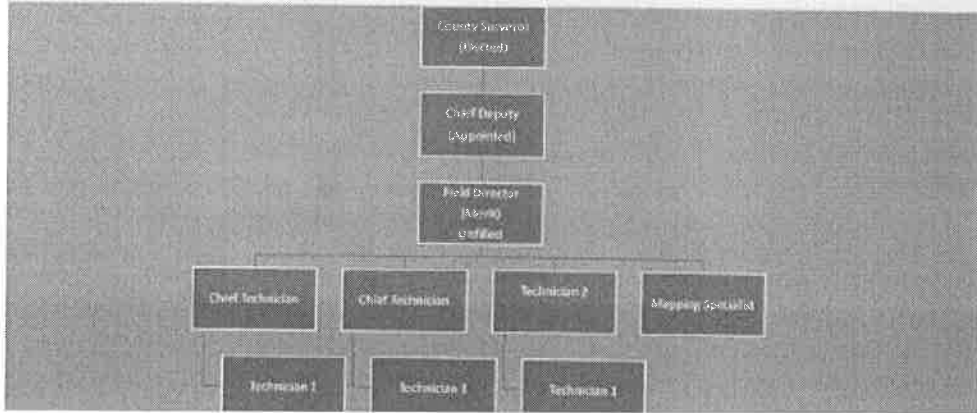 County Surveyor
(Elected)
Chief Deputy
(Appointed)
Field Director
(Merit)
Unfilled
Chief Technician
Chief Technician
Technician 2
Mapping Specialist
Technician 1
Technician 1
Technician 1